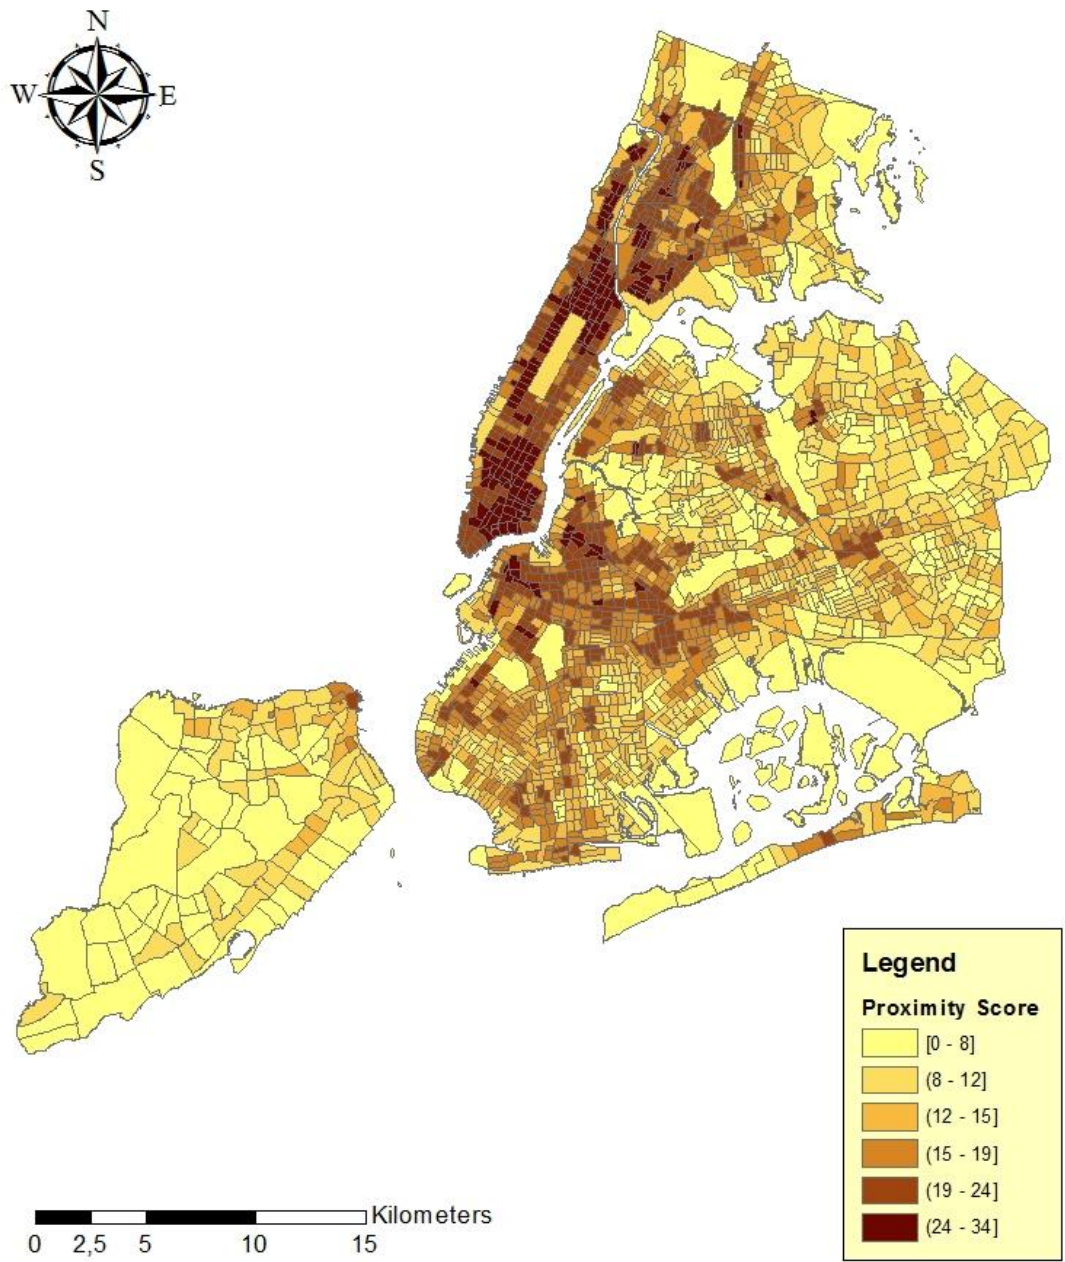 N
W E
S
Legend
Proximity Score
[0 - 8]
(8 - 12]
(12 - 15]
(15 - 19]
(19 - 24]
(24 - 34]
Kilometers
0 2,5 5 10 15